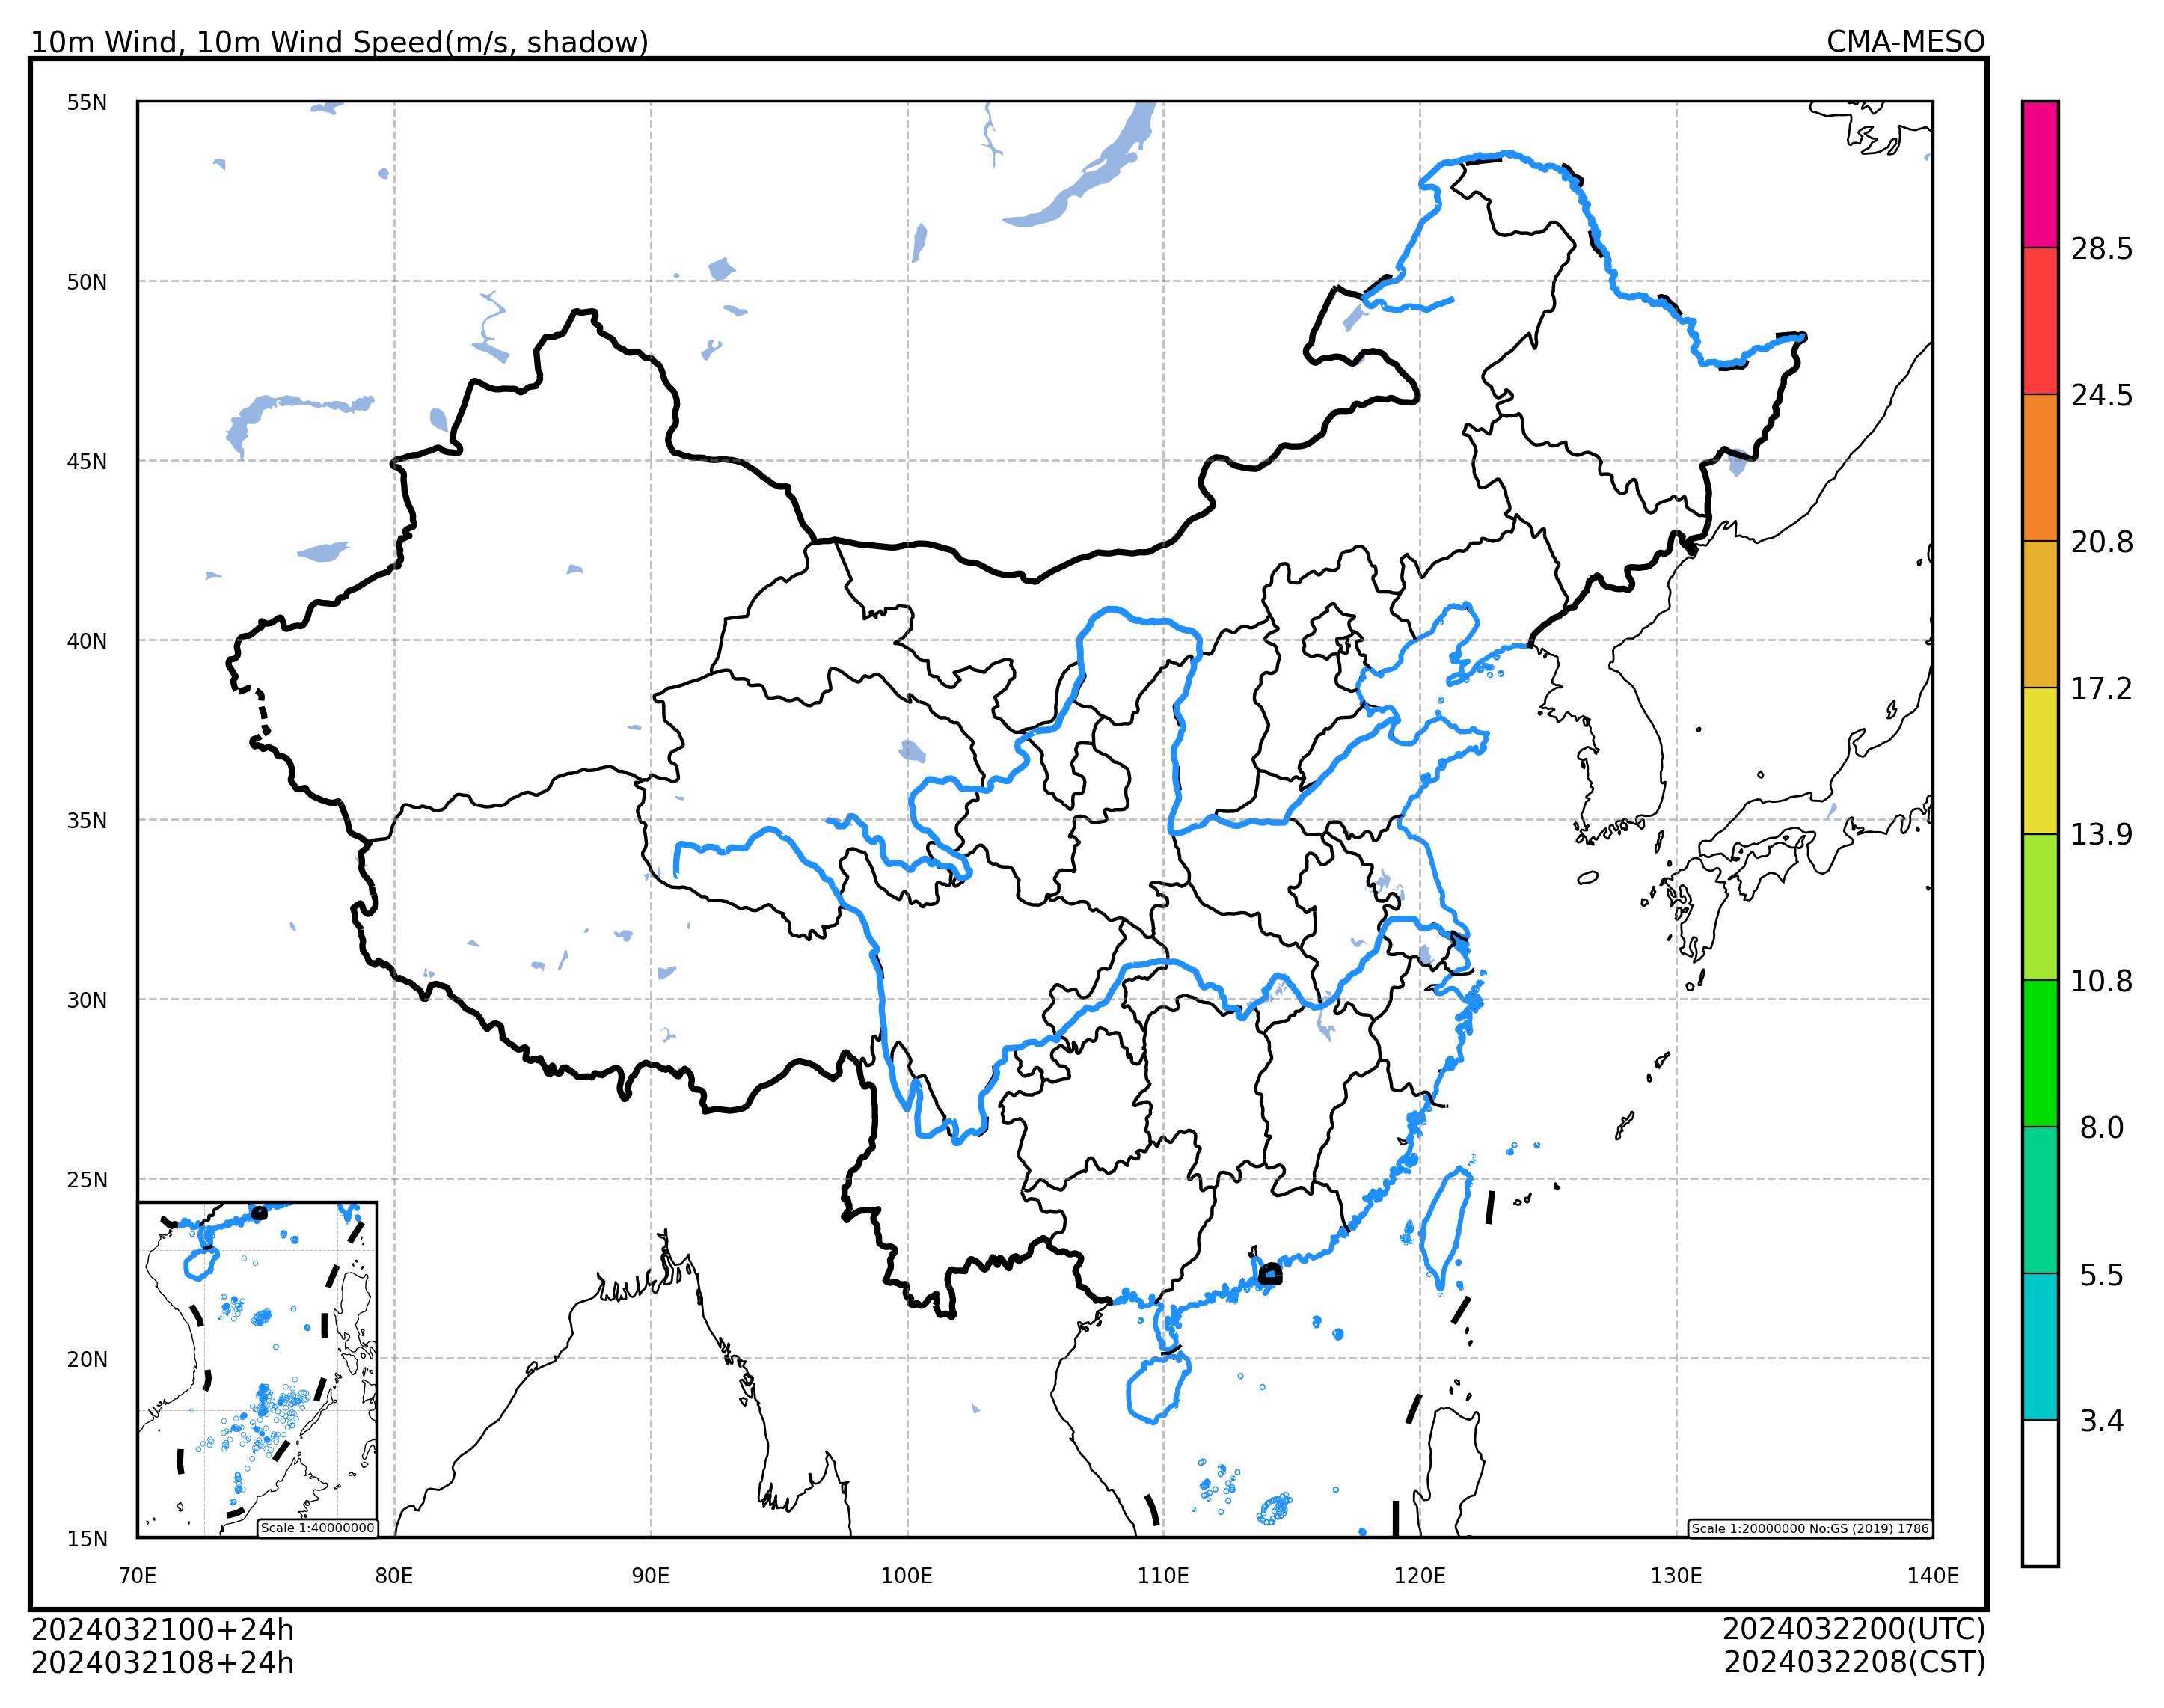 10m Wind, 10m Wind Speed(m/s, shadow)
CMA-MESO
55N
50N
45N
40N
35N
30N
25N
20N
15N
70E
80E
90E
100E
110E
120E
130E
140E
28.5
24.5
20.8
17.2
13.9
10.8
8.0
5.5
3.4
Scale 1:40000000
Scale 1:20000000 No:GS (2019) 1786
2024032100+24h
2024032108+24h
2024032200(UTC)
2024032208(CST)